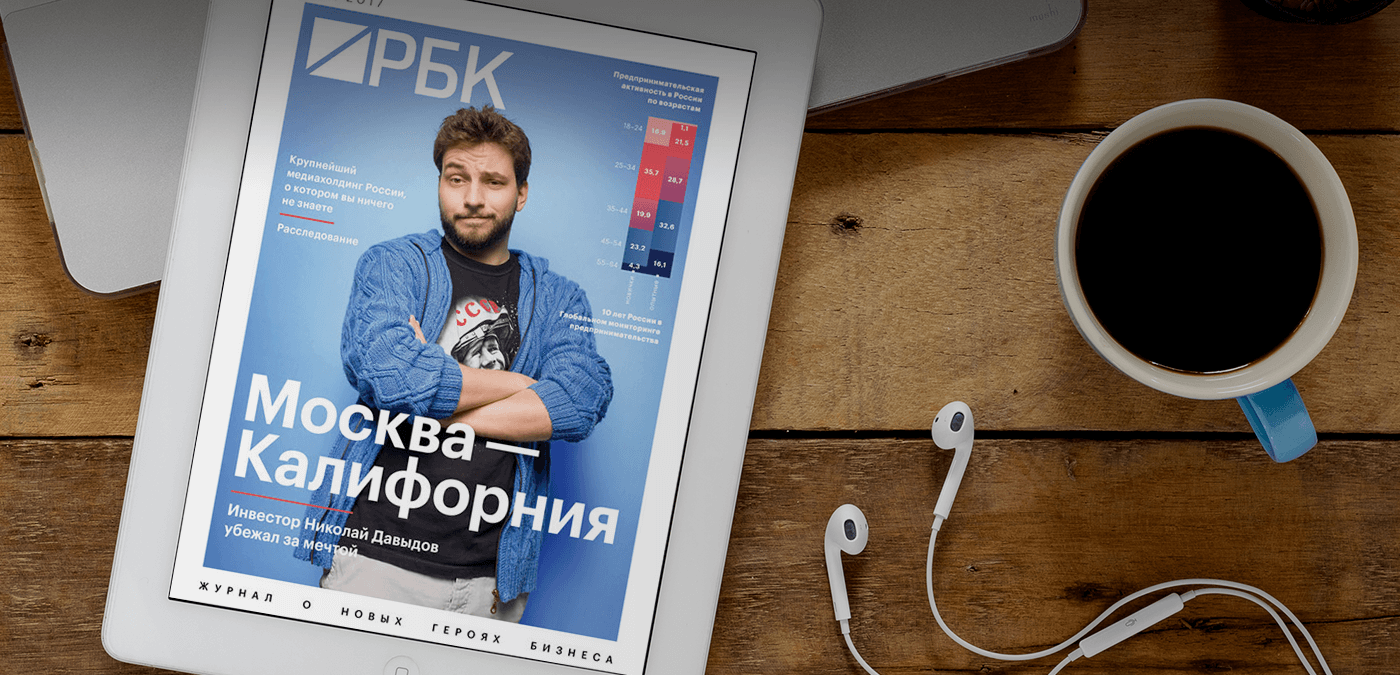 2017
РБК
Предпринимательская
активность в России
по возрастам
18–24 16,9 1,1
21,5
25–34 35,7 28,7
35–44 19,9 32,6
45–54 23,2
55–64 4,3 16,1
10 лет России в
Глобальном мониторинге
предпринимательства
Крупнейший
медиахолдинг России,
о котором вы ничего
не знаете
Расследование
СССР
Москва —
Калифорния
Инвестор Николай Давыдов
убежал за мечтой
ЖУРНАЛ О НОВЫХ ГЕРОЯХ БИЗНЕСА